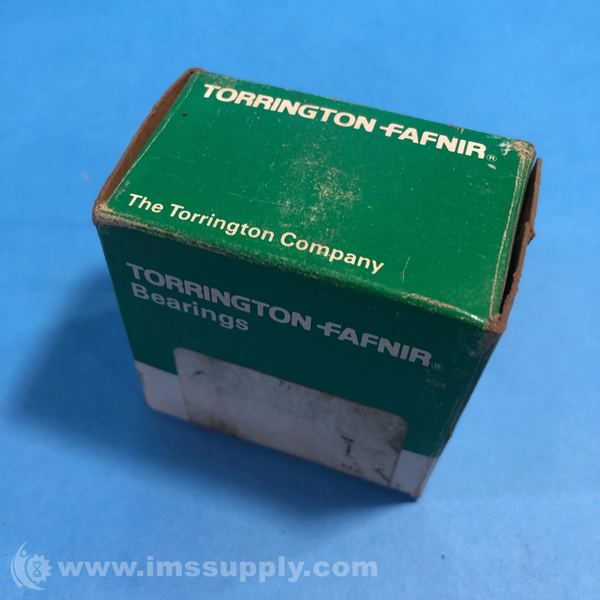 TORRINGTON-FAFNIR®
The Torrington Company
TORRINGTON-FAFNIR®
Bearings
www.imssupply.com